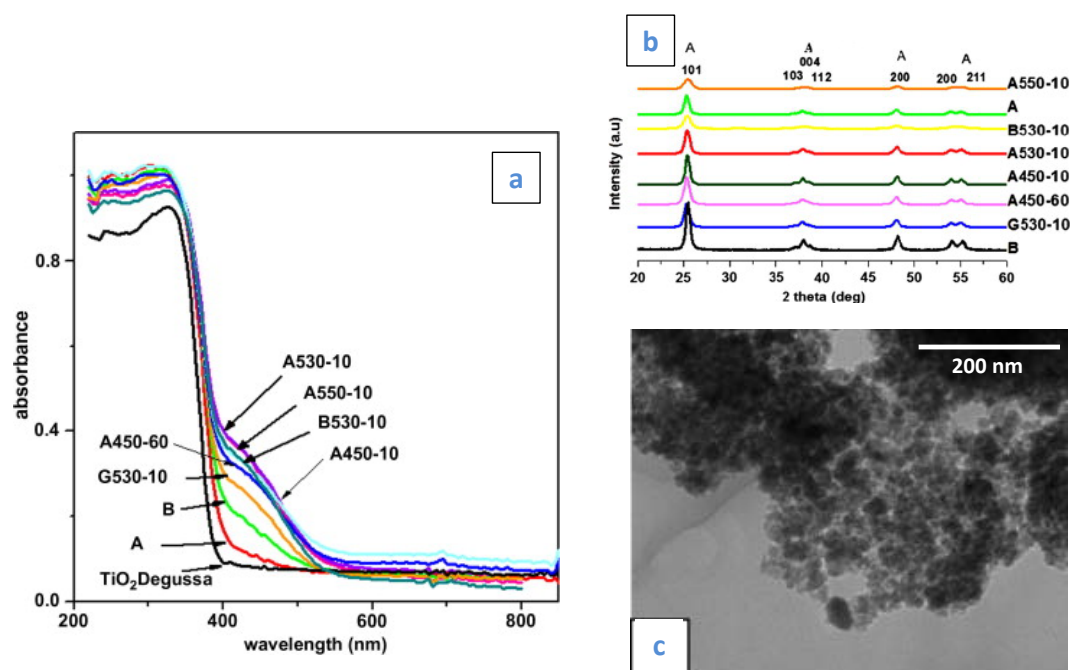 a
absorbance
0.8
0.4
0.0
A530-10
A550-10
B530-10
A450-60
A450-10
G530-10
B
A
TiO2Degussa
200 400 600 800
wavelength (nm)
b
A A A A
004
101 103 112 200 200 211
A550-10
A
B530-10
A530-10
A450-10
A450-60
G530-10
B
Intensity (a.u)
20 25 30 35 40 45 50 55 60
2 theta (deg)
200 nm
c